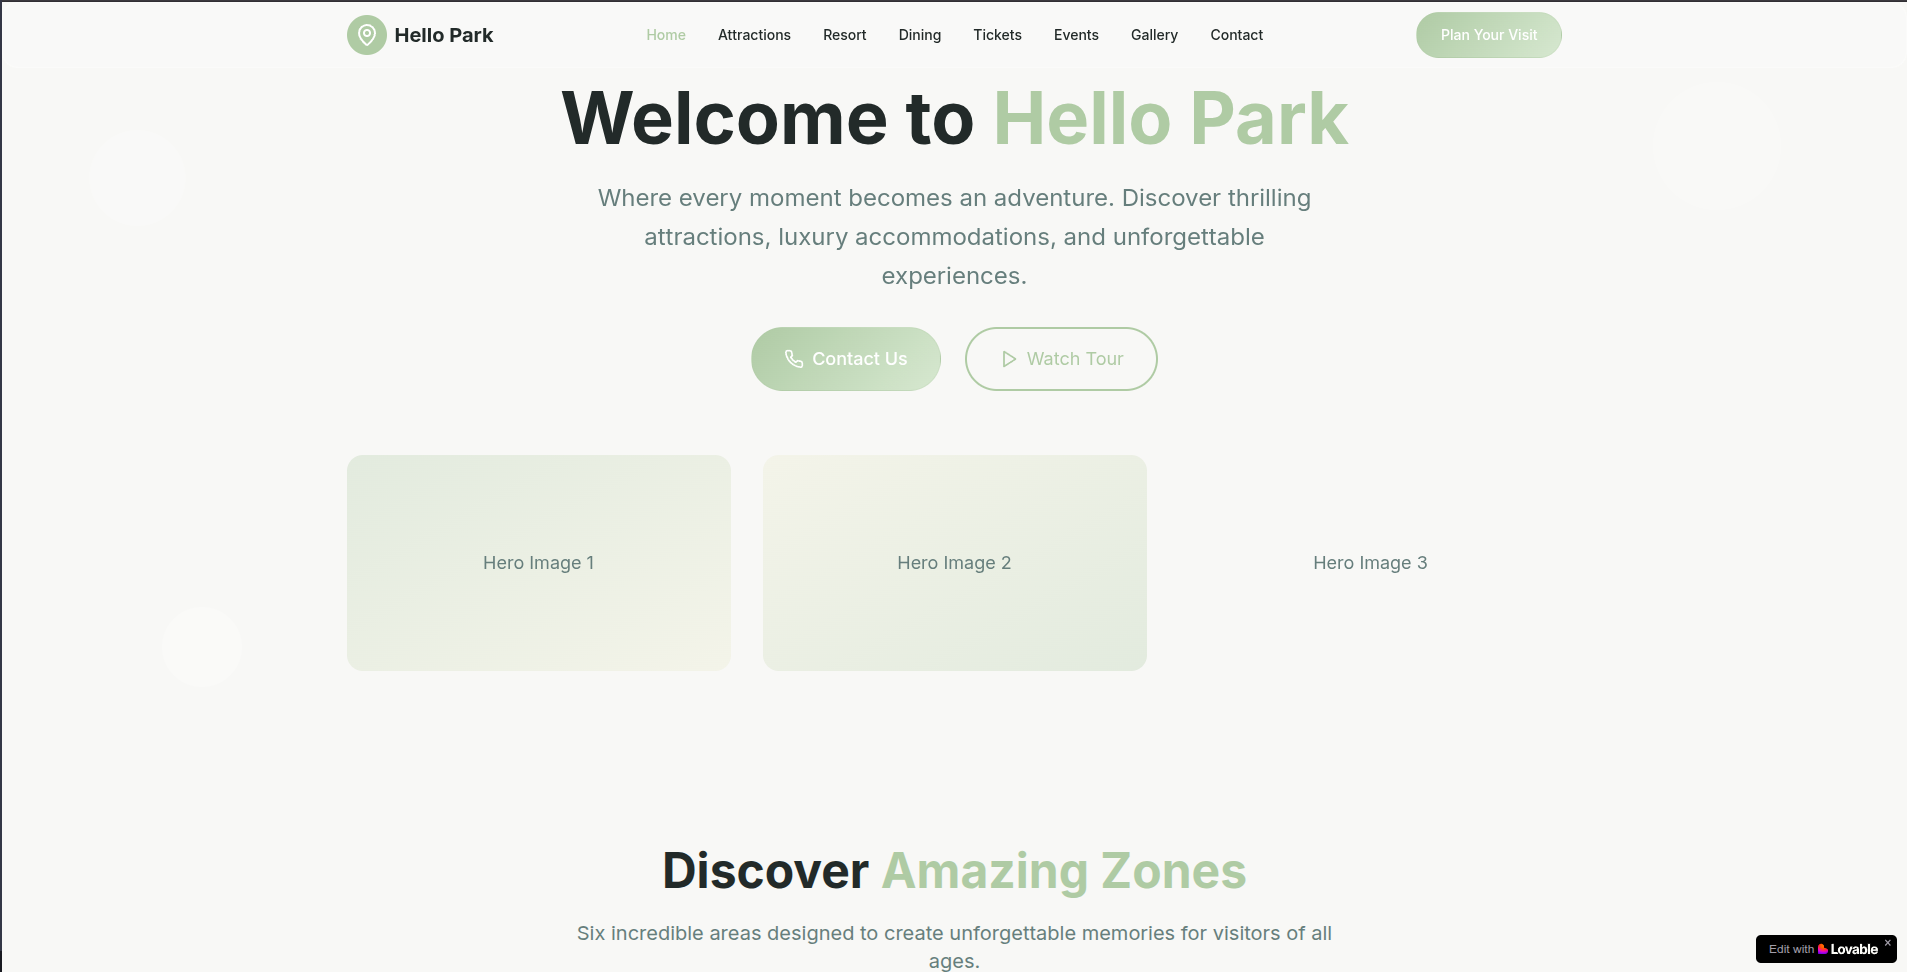 Hello Park
Home Attractions Resort Dining Tickets Events Gallery Contact
Plan Your Visit
Welcome to Hello Park
Where every moment becomes an adventure. Discover thrilling
attractions, luxury accommodations, and unforgettable
experiences.
Contact Us
Watch Tour
Hero Image 1
Hero Image 2
Hero Image 3
Discover Amazing Zones
Six incredible areas designed to create unforgettable memories for visitors of all
ages.
Edit with Lovable ×